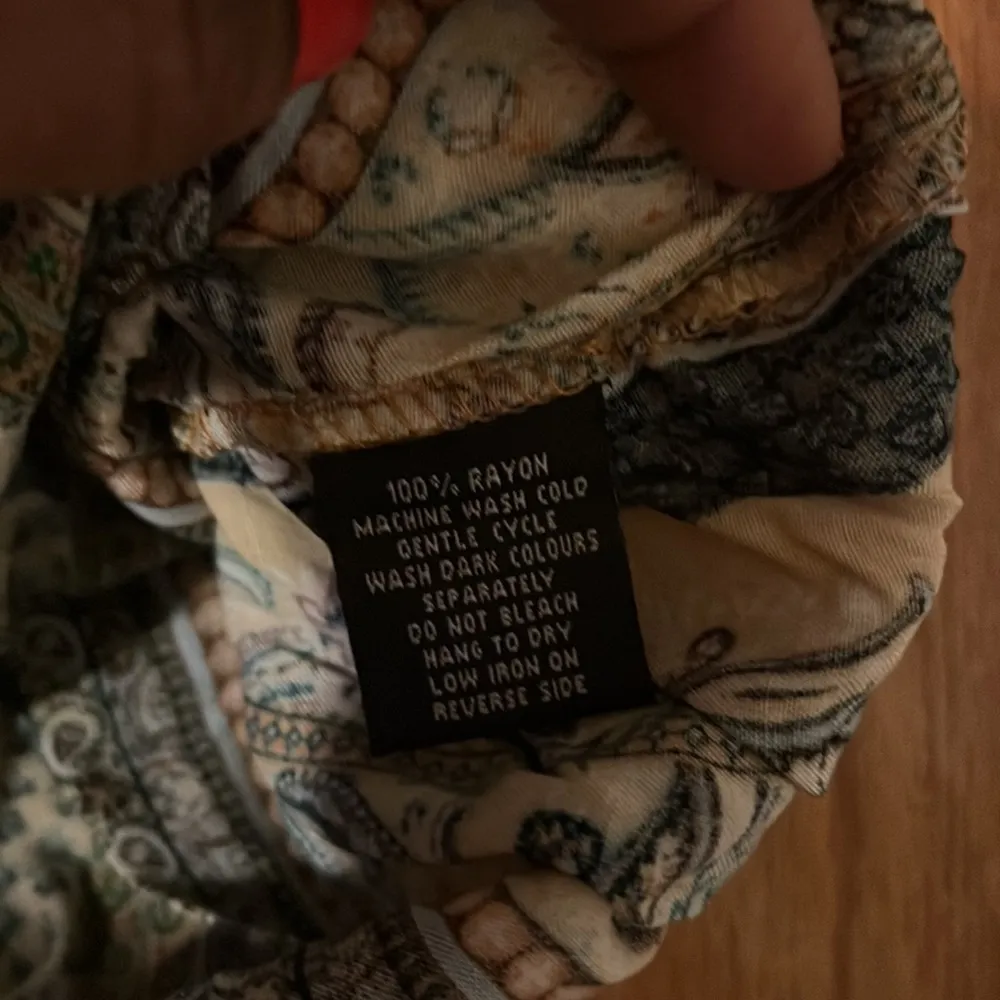 100% RAYON
MACHINE WASH COLD
GENTLE CYCLE
WASH DARK COLOURS
SEPARATELY
DO NOT BLEACH
HANG TO DRY
LOW IRON ON
REVERSE SIDE